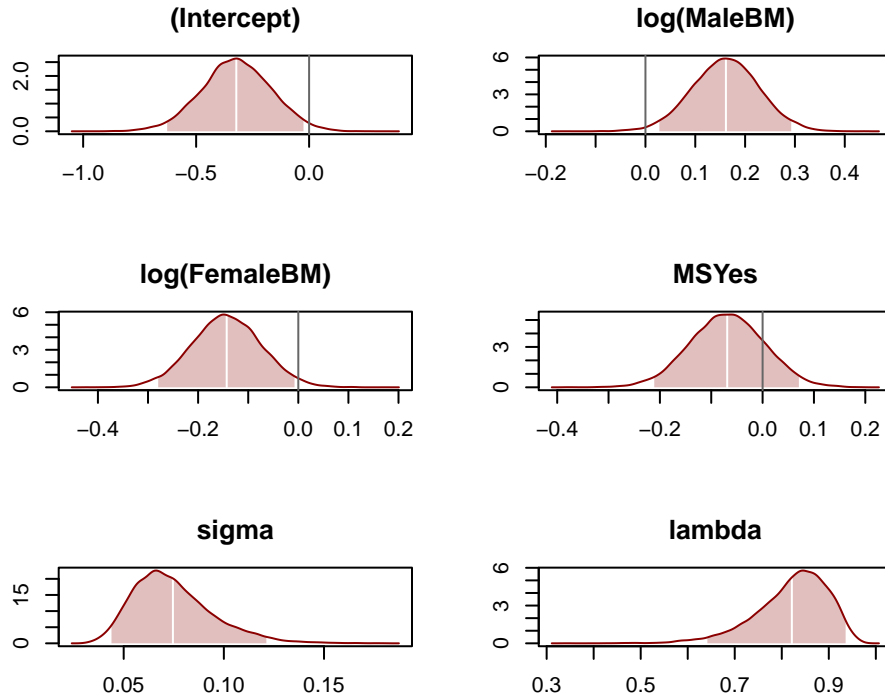 (Intercept)
0.0 2.0
−1.0 −0.5 0.0
log(MaleBM)
0 3 6
−0.2 0.0 0.1 0.2 0.3 0.4
log(FemaleBM)
0 3 6
−0.4 −0.2 0.0 0.1 0.2
MSYes
0 3
−0.4 −0.2 0.0 0.1 0.2
sigma
0 15
0.05 0.10 0.15
lambda
0 3 6
0.3 0.5 0.7 0.9